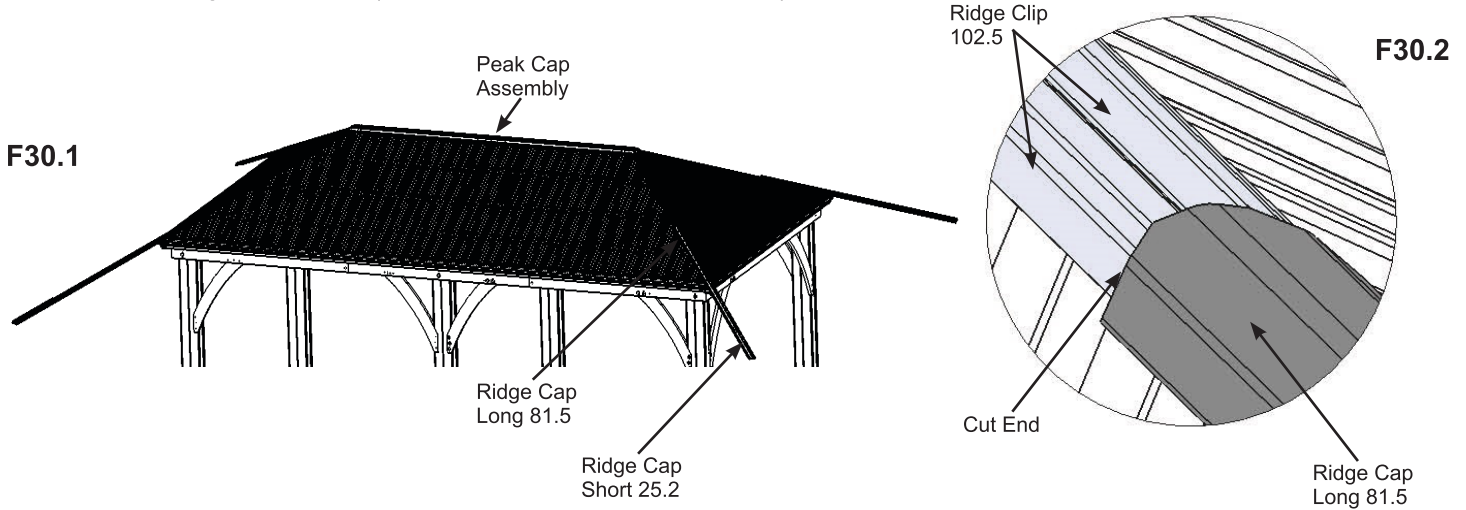 F30.1
Peak Cap
Assembly
Ridge Cap
Long 81.5
Ridge Cap
Short 25.2
Ridge Clip
102.5
F30.2
Cut End
Ridge Cap
Long 81.5